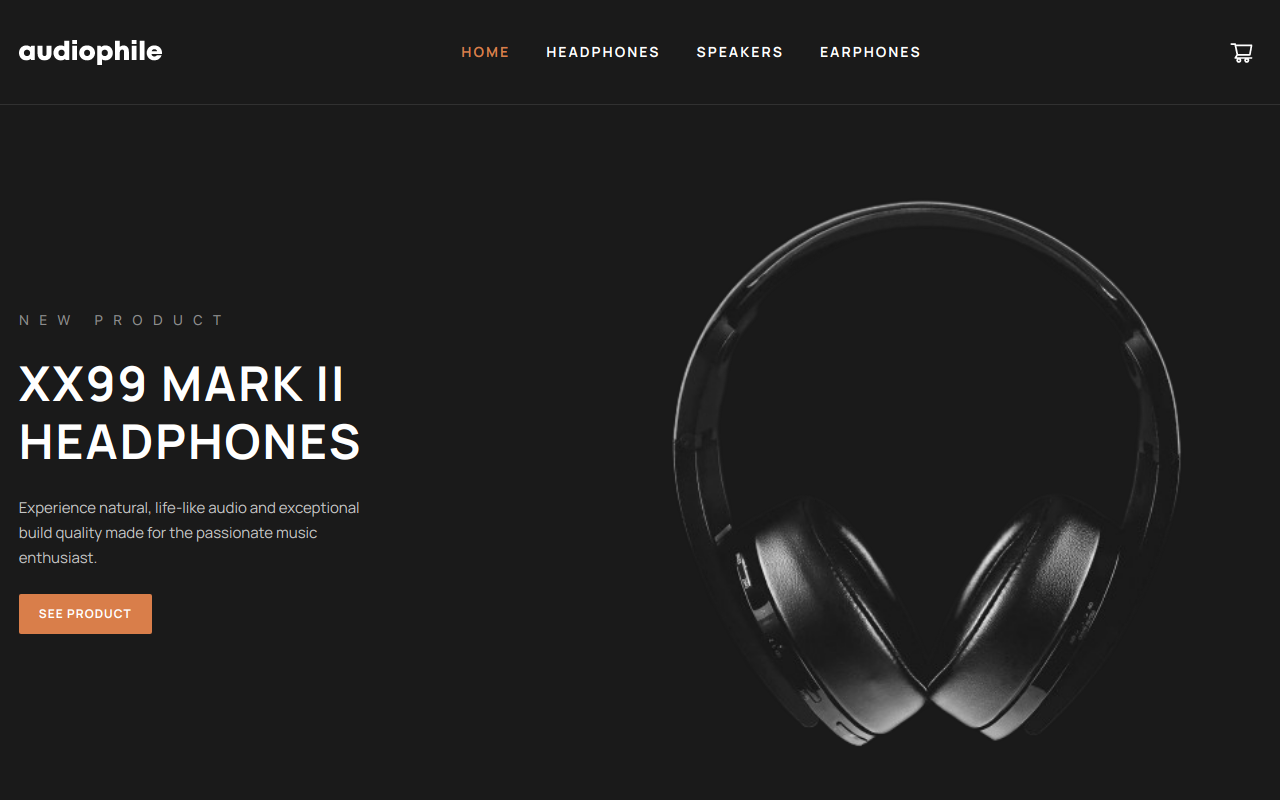 audiophile
HOME HEADPHONES SPEAKERS EARPHONES
NEW PRODUCT
XX99 MARK II
HEADPHONES
Experience natural, life-like audio and exceptional
build quality made for the passionate music
enthusiast.
SEE PRODUCT